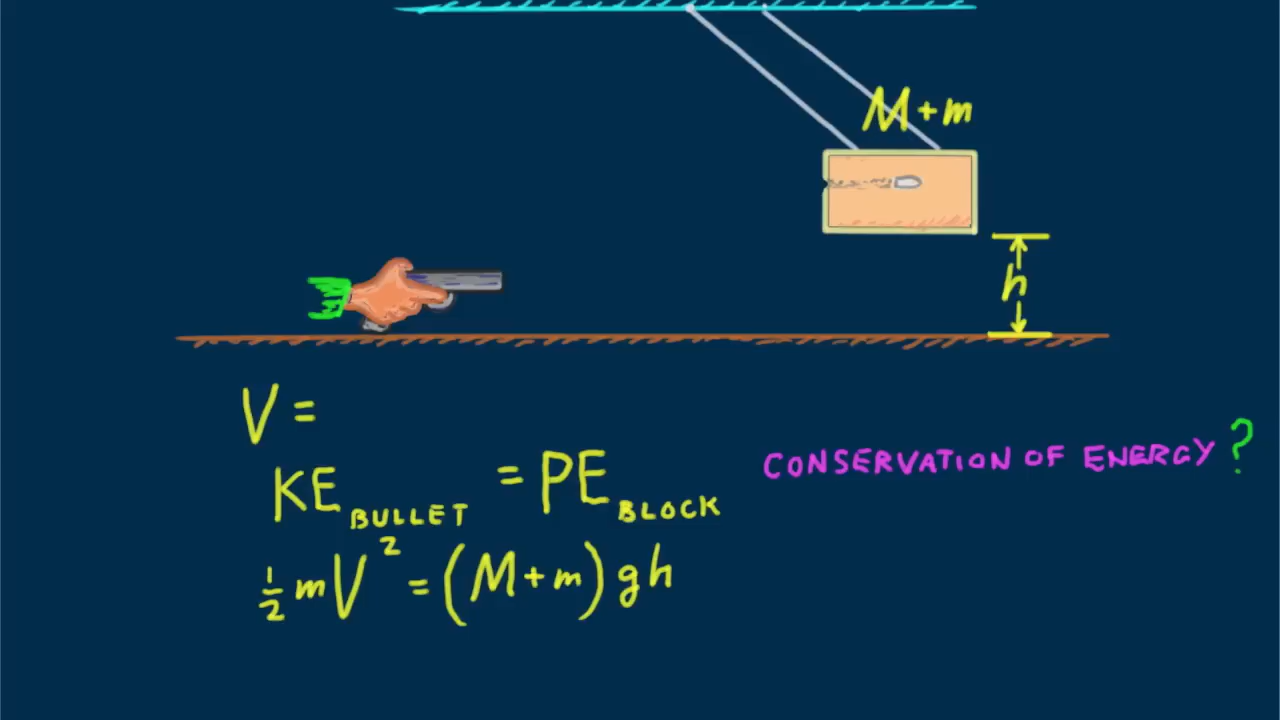 M+m
h
V =
CONSERVATION OF ENERGY?
KE BULLET = PE BLOCK
½ mV² = (M+m)gh